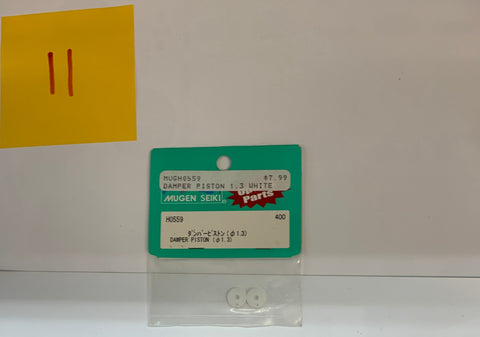 11
MUGH0559 $7.99
DAMPER PISTON 1.3 WHITE
MUGEN SEIKI
Parts
H0559 400
ダンパーピストン(φ1.3)
DAMPER PISTON (φ1.3)